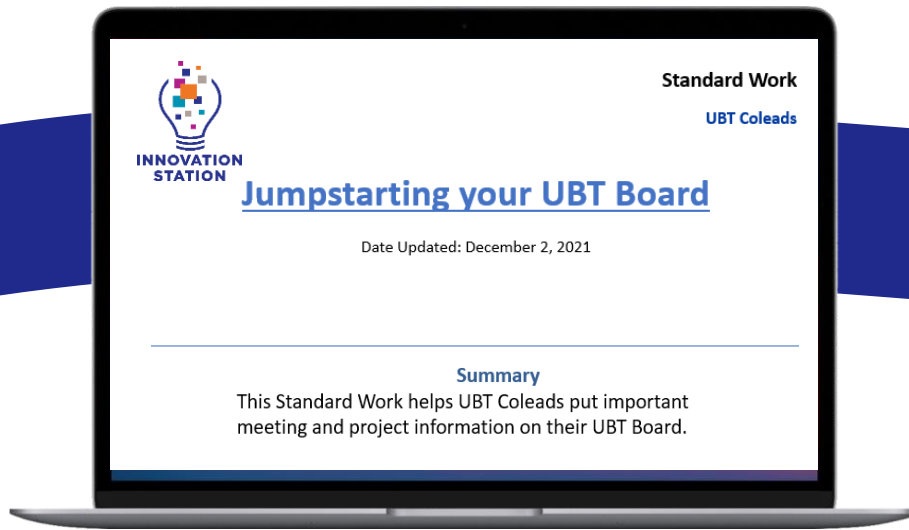 Standard Work
UBT Coleads
INNOVATION
STATION
Jumpstarting your UBT Board
Date Updated: December 2, 2021
Summary
This Standard Work helps UBT Coleads put important
meeting and project information on their UBT Board.